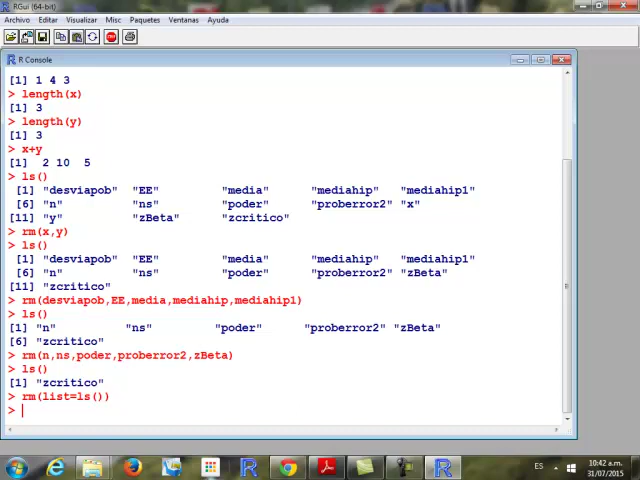 RGui (64-bit)
Archivo Editar Visualizar Misc Paquetes Ventanas Ayuda
STOP
R Console
[1] 1 4 3
> length(x)
[1] 3
> length(y)
[1] 3
> x+y
[1]  2 10  5
> ls()
 [1] "desviapob" "EE" "media" "mediahip" "mediahip1"
 [6] "n" "ns" "poder" "proberror2" "x"
[11] "y" "zBeta" "zcritico"
> rm(x,y)
> ls()
 [1] "desviapob" "EE" "media" "mediahip" "mediahip1"
 [6] "n" "ns" "poder" "proberror2" "zBeta"
[11] "zcritico"
> rm(desviapob,EE,media,mediahip,mediahip1)
> ls()
[1] "n" "ns" "poder" "proberror2" "zBeta"
[6] "zcritico"
> rm(n,ns,poder,proberror2,zBeta)
> ls()
[1] "zcritico"
> rm(list=ls())
>
ES
10:42 a.m.
31/07/2015